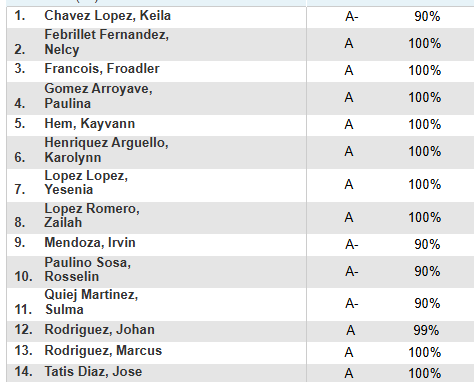 1. Chavez Lopez, Keila A- 90%
Febrillet Fernandez,
2. Nelcy A 100%
3. Francois, Froadler A 100%
Gomez Arroyave,
4. Paulina A 100%
5. Hem, Kayvann A 100%
Henriquez Arguello,
6. Karolynn A 100%
Lopez Lopez,
7. Yesenia A 100%
Lopez Romero,
8. Zailah A 100%
9. Mendoza, Irvin A- 90%
Paulino Sosa,
10. Rosselin A- 90%
Quiej Martinez,
11. Sulma A- 90%
12. Rodriguez, Johan A 99%
13. Rodriguez, Marcus A 100%
14. Tatis Diaz, Jose A 100%